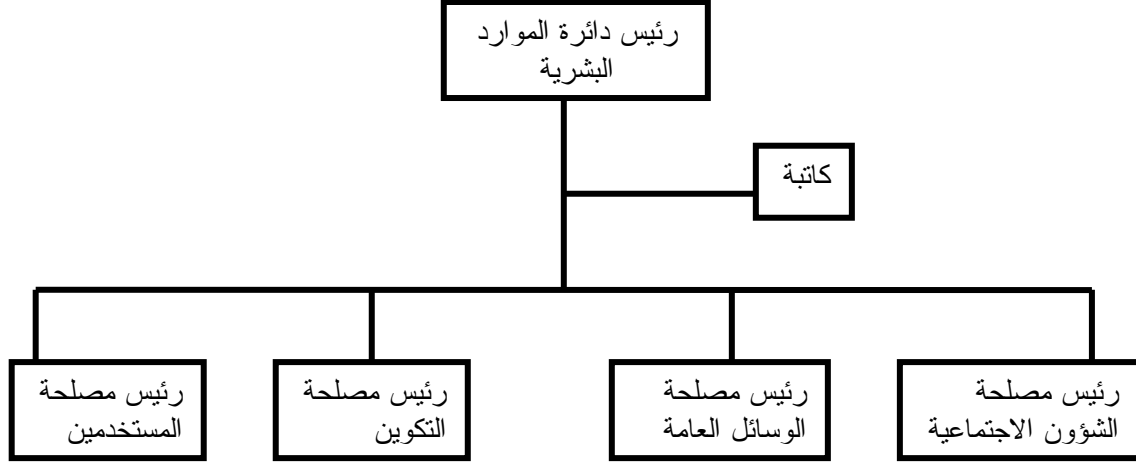 رئيس دائرة الموارد
البشرية
كاتبة
رئيس مصلحة
الشؤون الاجتماعية
رئيس مصلحة
الوسائل العامة
رئيس مصلحة
التكوين
رئيس مصلحة
المستخدمين